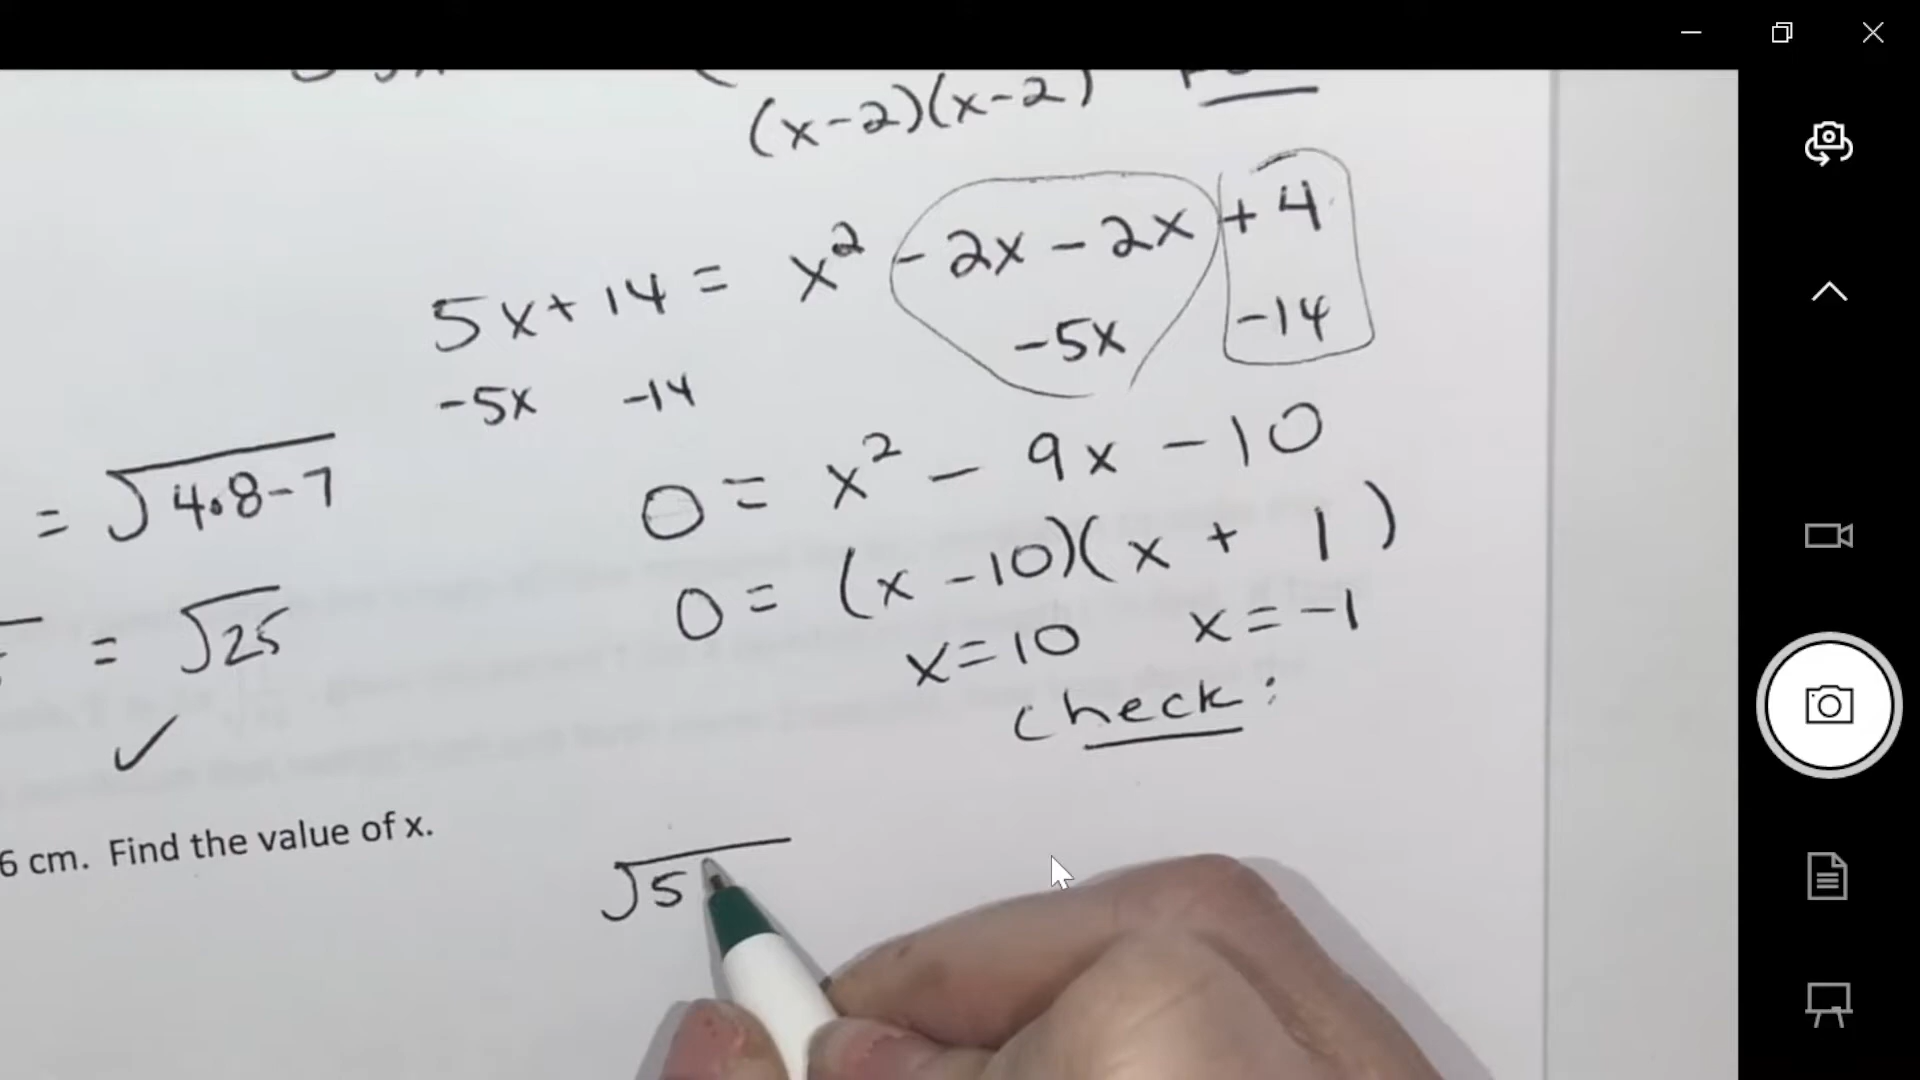 (x-2)(x-2)
5x+14 = x² - 2x - 2x + 4
-5x -14
-5x -14
0 = x² - 9x - 10
= √4•8-7
0 = (x - 10)(x + 1)
= √25
x=10 x=-1
✓
check:
6 cm. Find the value of x.
√5